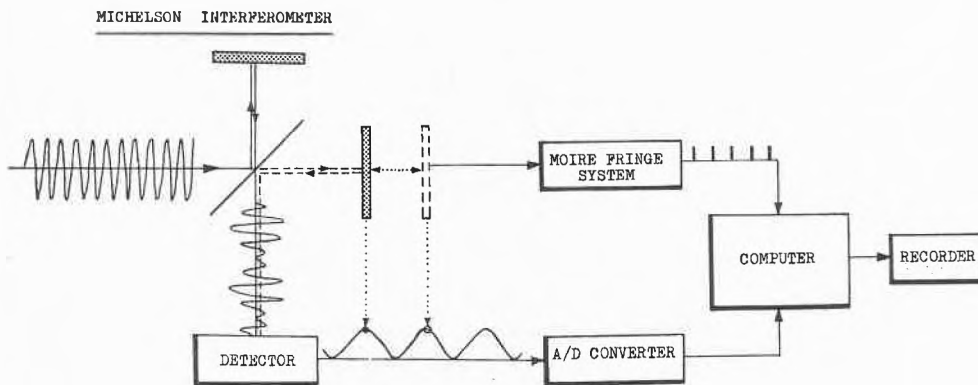 MICHELSON INTERFEROMETER
MOIRE FRINGE
SYSTEM
COMPUTER
RECORDER
DETECTOR
A/D CONVERTER